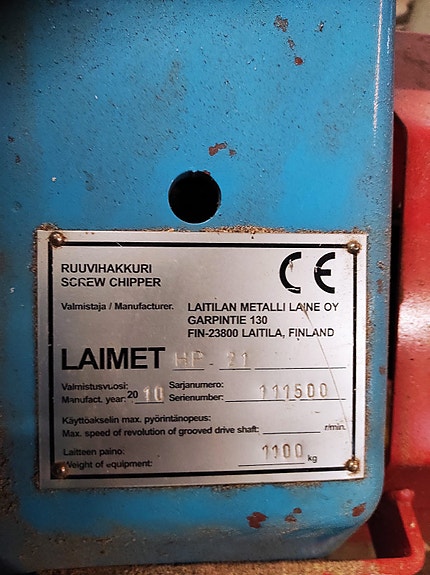 RUUVIHAKKURI
SCREW CHIPPER
CE
Valmistaja / Manufacturer. LAITILAN METALLI LAINE OY
GARPINTIE 130
FIN-23800 LAITILA, FINLAND
LAIMET HP 21
Valmistusvuosi: Sarjanumero:
Manufact. year: 2010 Serienumber: 111500
Käyttöakselin max. pyörintänopeus:
Max. speed of revolution of grooved drive shaft: r/min.
Laitteen paino:
Weight of equipment: 1100 kg